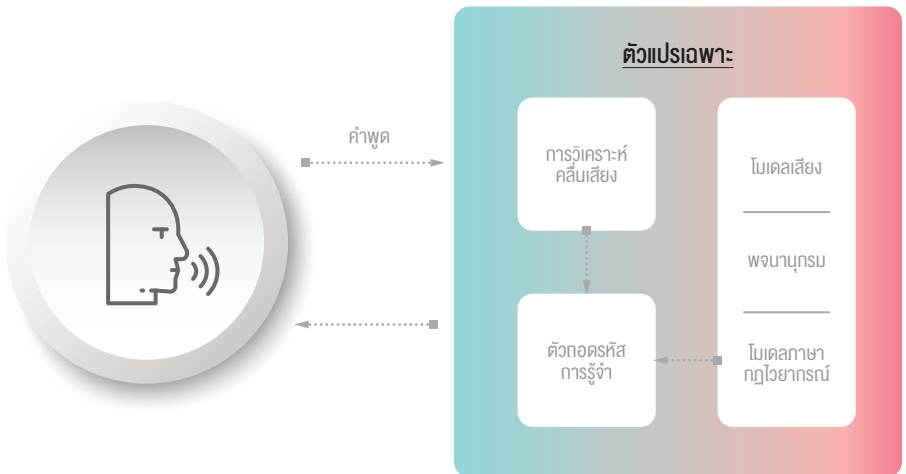 ตัวแปรเฉพาะ
คำพูด
การวิเคราะห์
คลื่นเสียง
โมเดลเสียง
พจนานุกรม
ตัวถอดรหัส
การรู้จำ
โมเดลภาษา
กฎไวยากรณ์